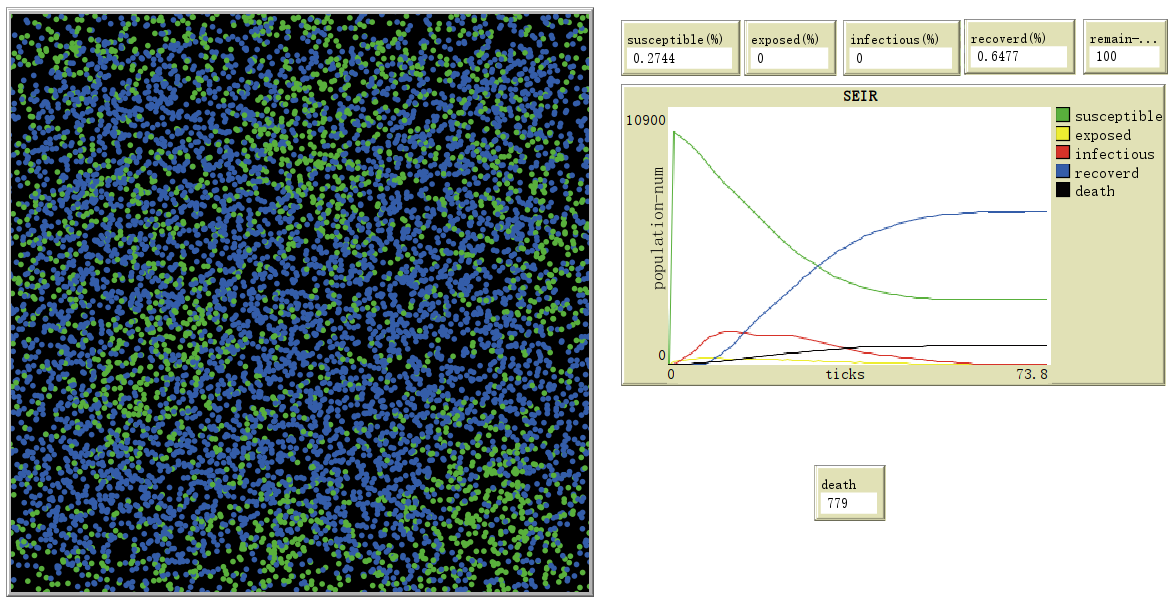 susceptible(%)
0.2744
exposed(%)
0
infectious(%)
0
recoverd(%)
0.6477
remain-...
100
SEIR
10900
population-num
0
0
ticks
73.8
susceptible
exposed
infectious
recoverd
death
death
779